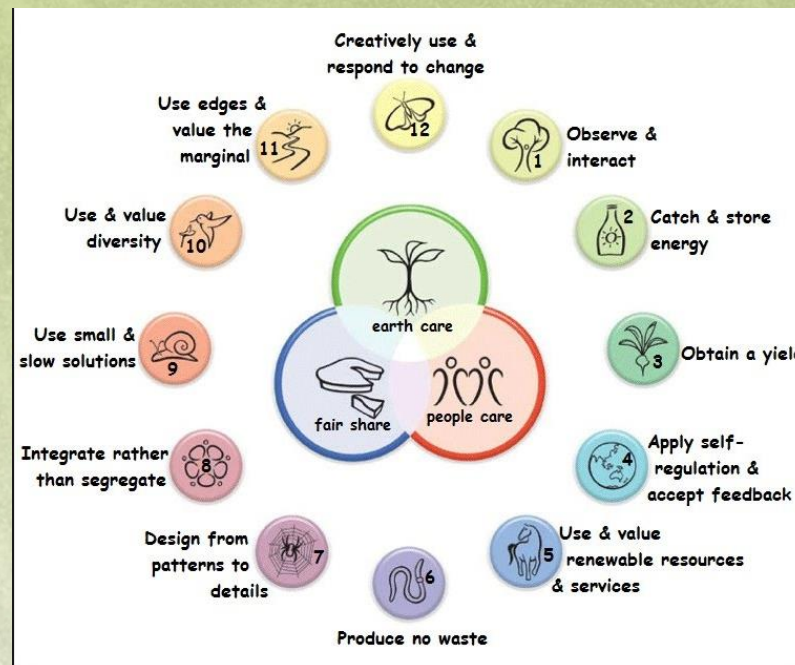 Creatively use &
respond to change
12
Observe &
interact
1
Catch & store
energy
2
Obtain a yiel
3
Apply self-
regulation &
accept feedback
4
Use & value
renewable resources
& services
5
Produce no waste
6
Design from
patterns to
details
7
Integrate rather
than segregate
8
Use small &
slow solutions
9
Use & value
diversity
10
Use edges &
value the
marginal
11
earth care
fair share
people care